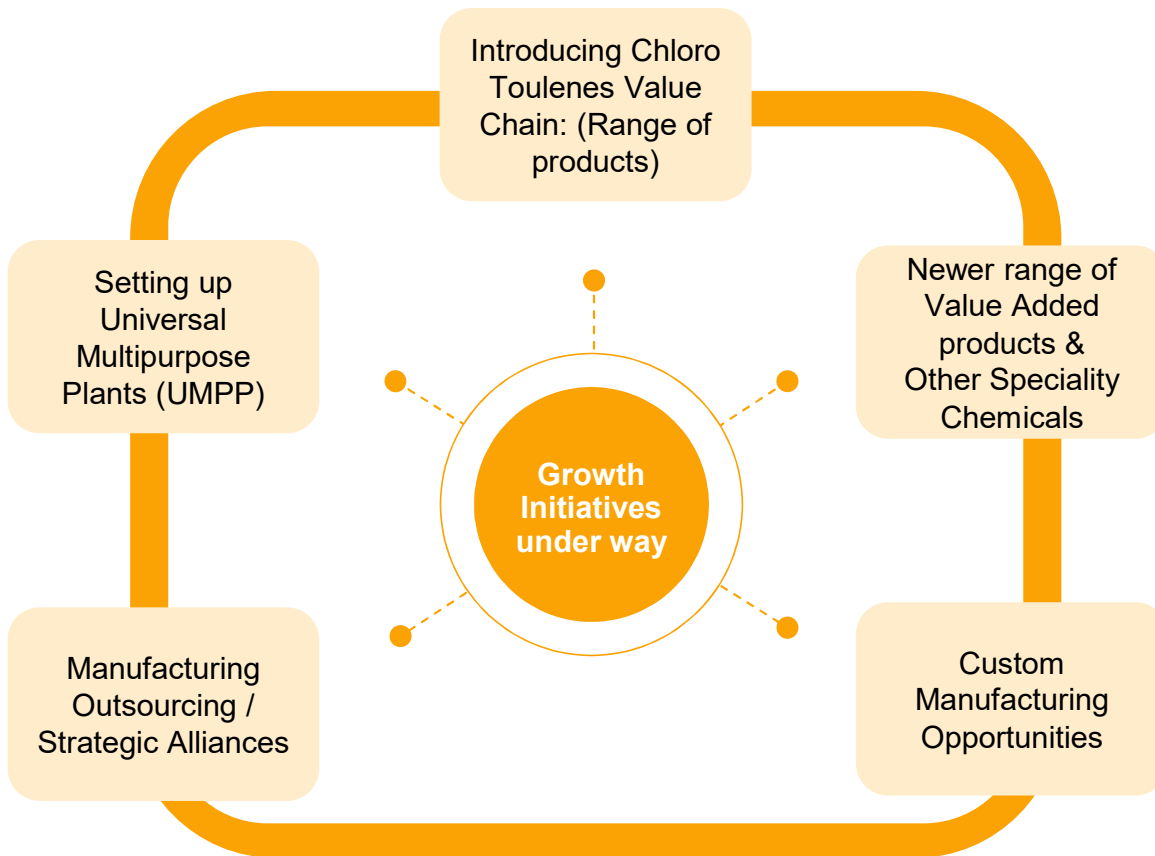 Introducing Chloro
Toulenes Value
Chain: (Range of
products)
Setting up
Universal
Multipurpose
Plants (UMPP)
Newer range of
Value Added
products &
Other Speciality
Chemicals
Growth
Initiatives
under way
Manufacturing
Outsourcing /
Strategic Alliances
Custom
Manufacturing
Opportunities